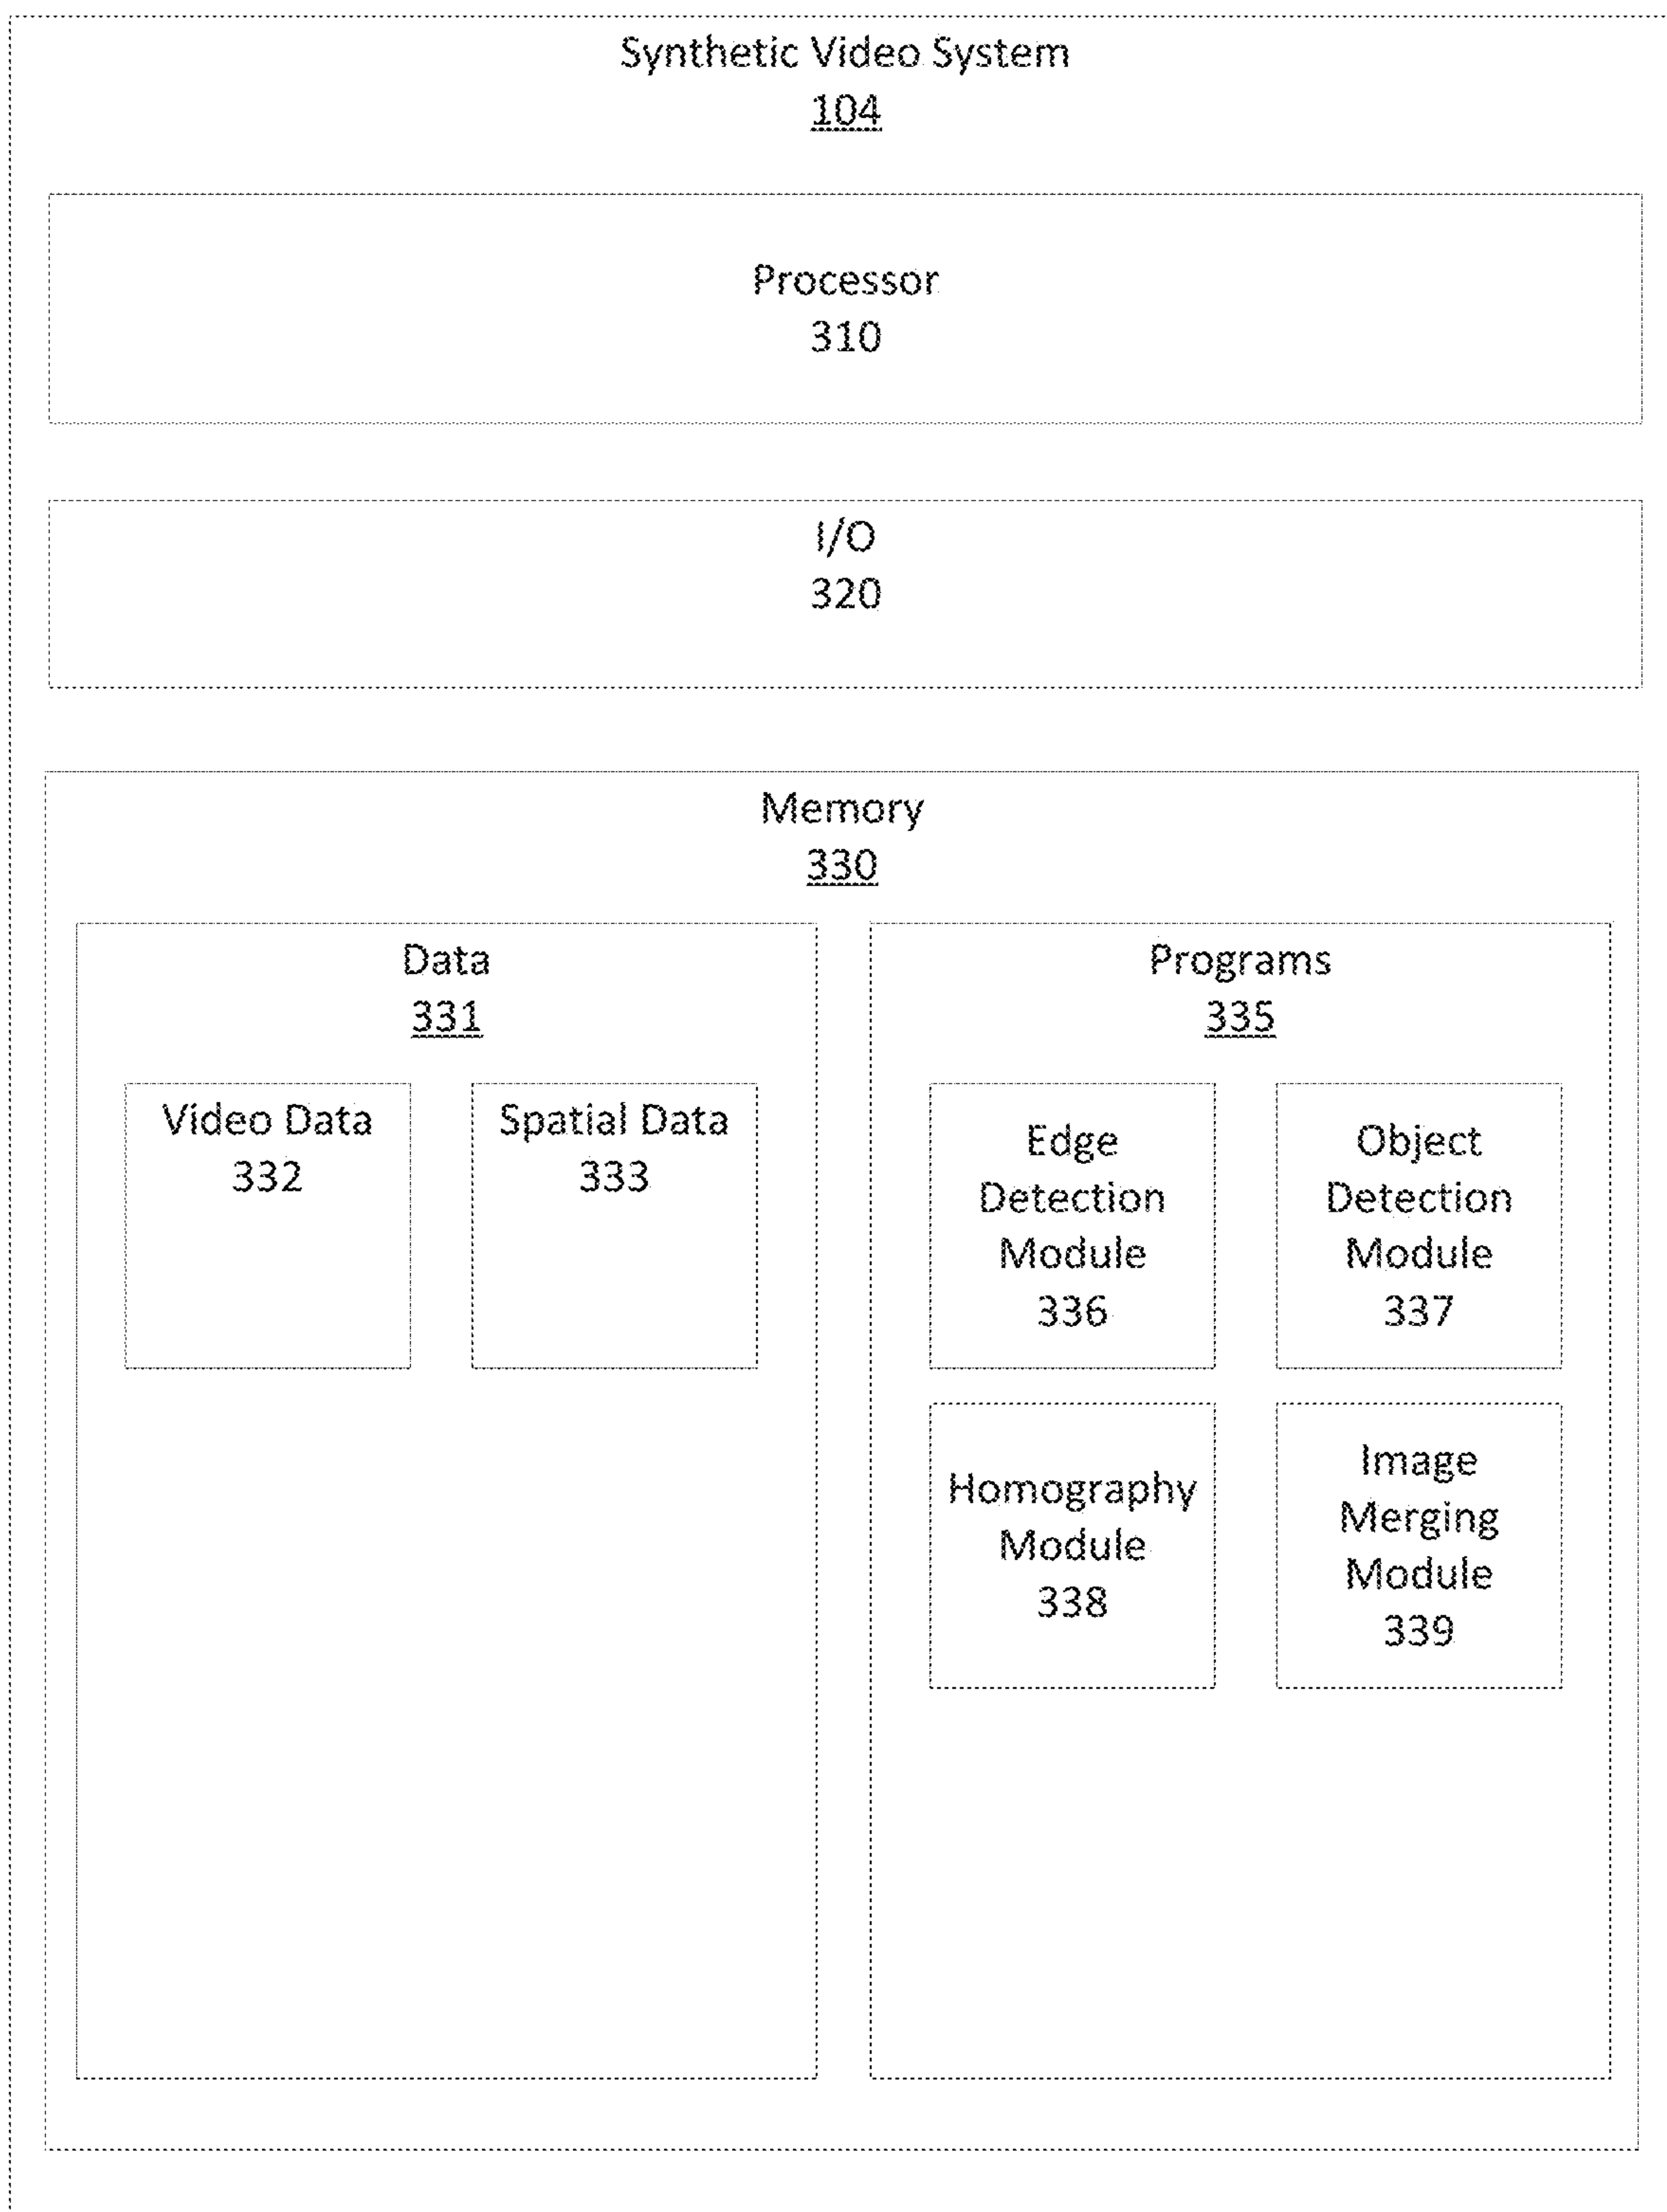 Synthetic Video System
104
Processor
310
I/O
320
Memory
330
Data
331
Video Data
332
Spatial Data
333
Programs
335
Edge
Detection
Module
336
Object
Detection
Module
337
Homography
Module
338
Image
Merging
Module
339